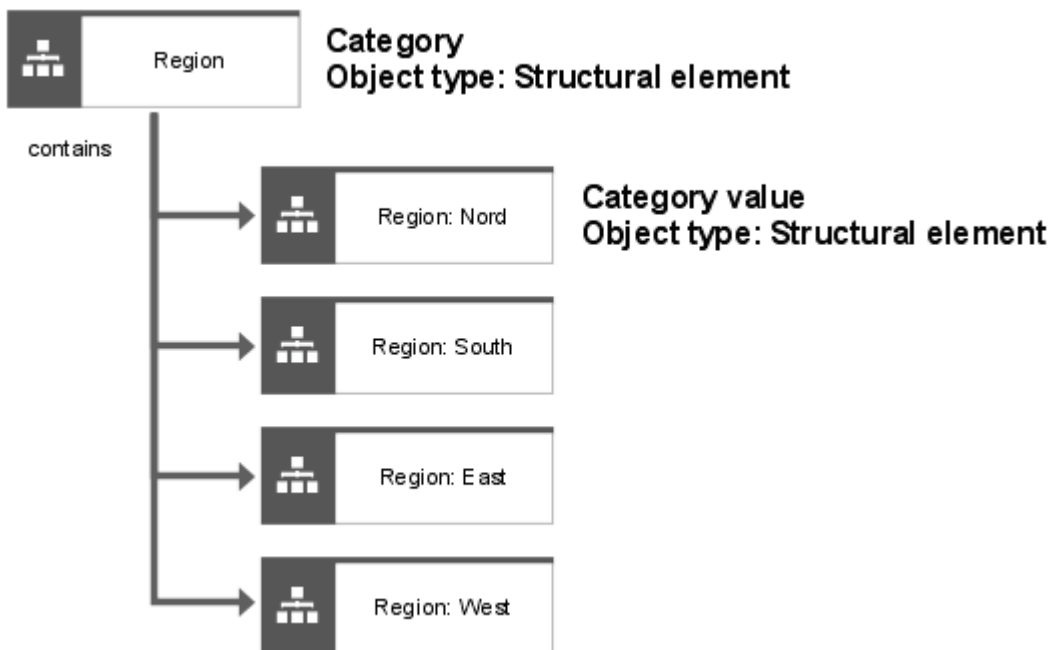 Region
Category
Object type: Structural element
contains
Region: Nord
Category value
Object type: Structural element
Region: South
Region: East
Region: West